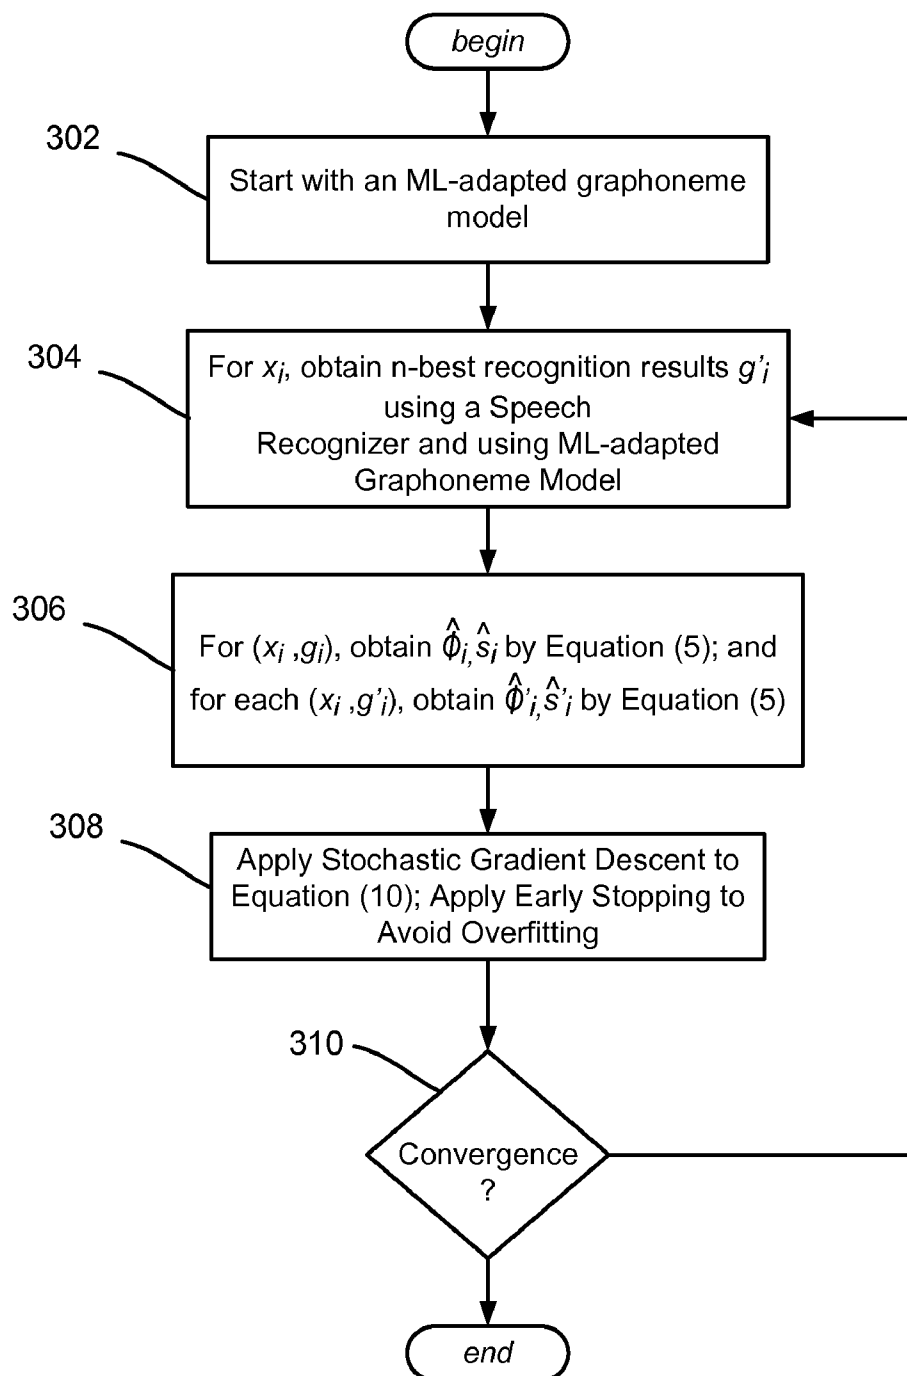 begin
302
Start with an ML-adapted graphoneme
model
304
For xi, obtain n-best recognition results g'i
using a Speech
Recognizer and using ML-adapted
Graphoneme Model
306
For (xi ,gi), obtain ϕ̂i, ŝi by Equation (5); and
for each (xi ,g'i), obtain ϕ̂'i, ŝ'i by Equation (5)
308
Apply Stochastic Gradient Descent to
Equation (10); Apply Early Stopping to
Avoid Overfitting
310
Convergence
?
end